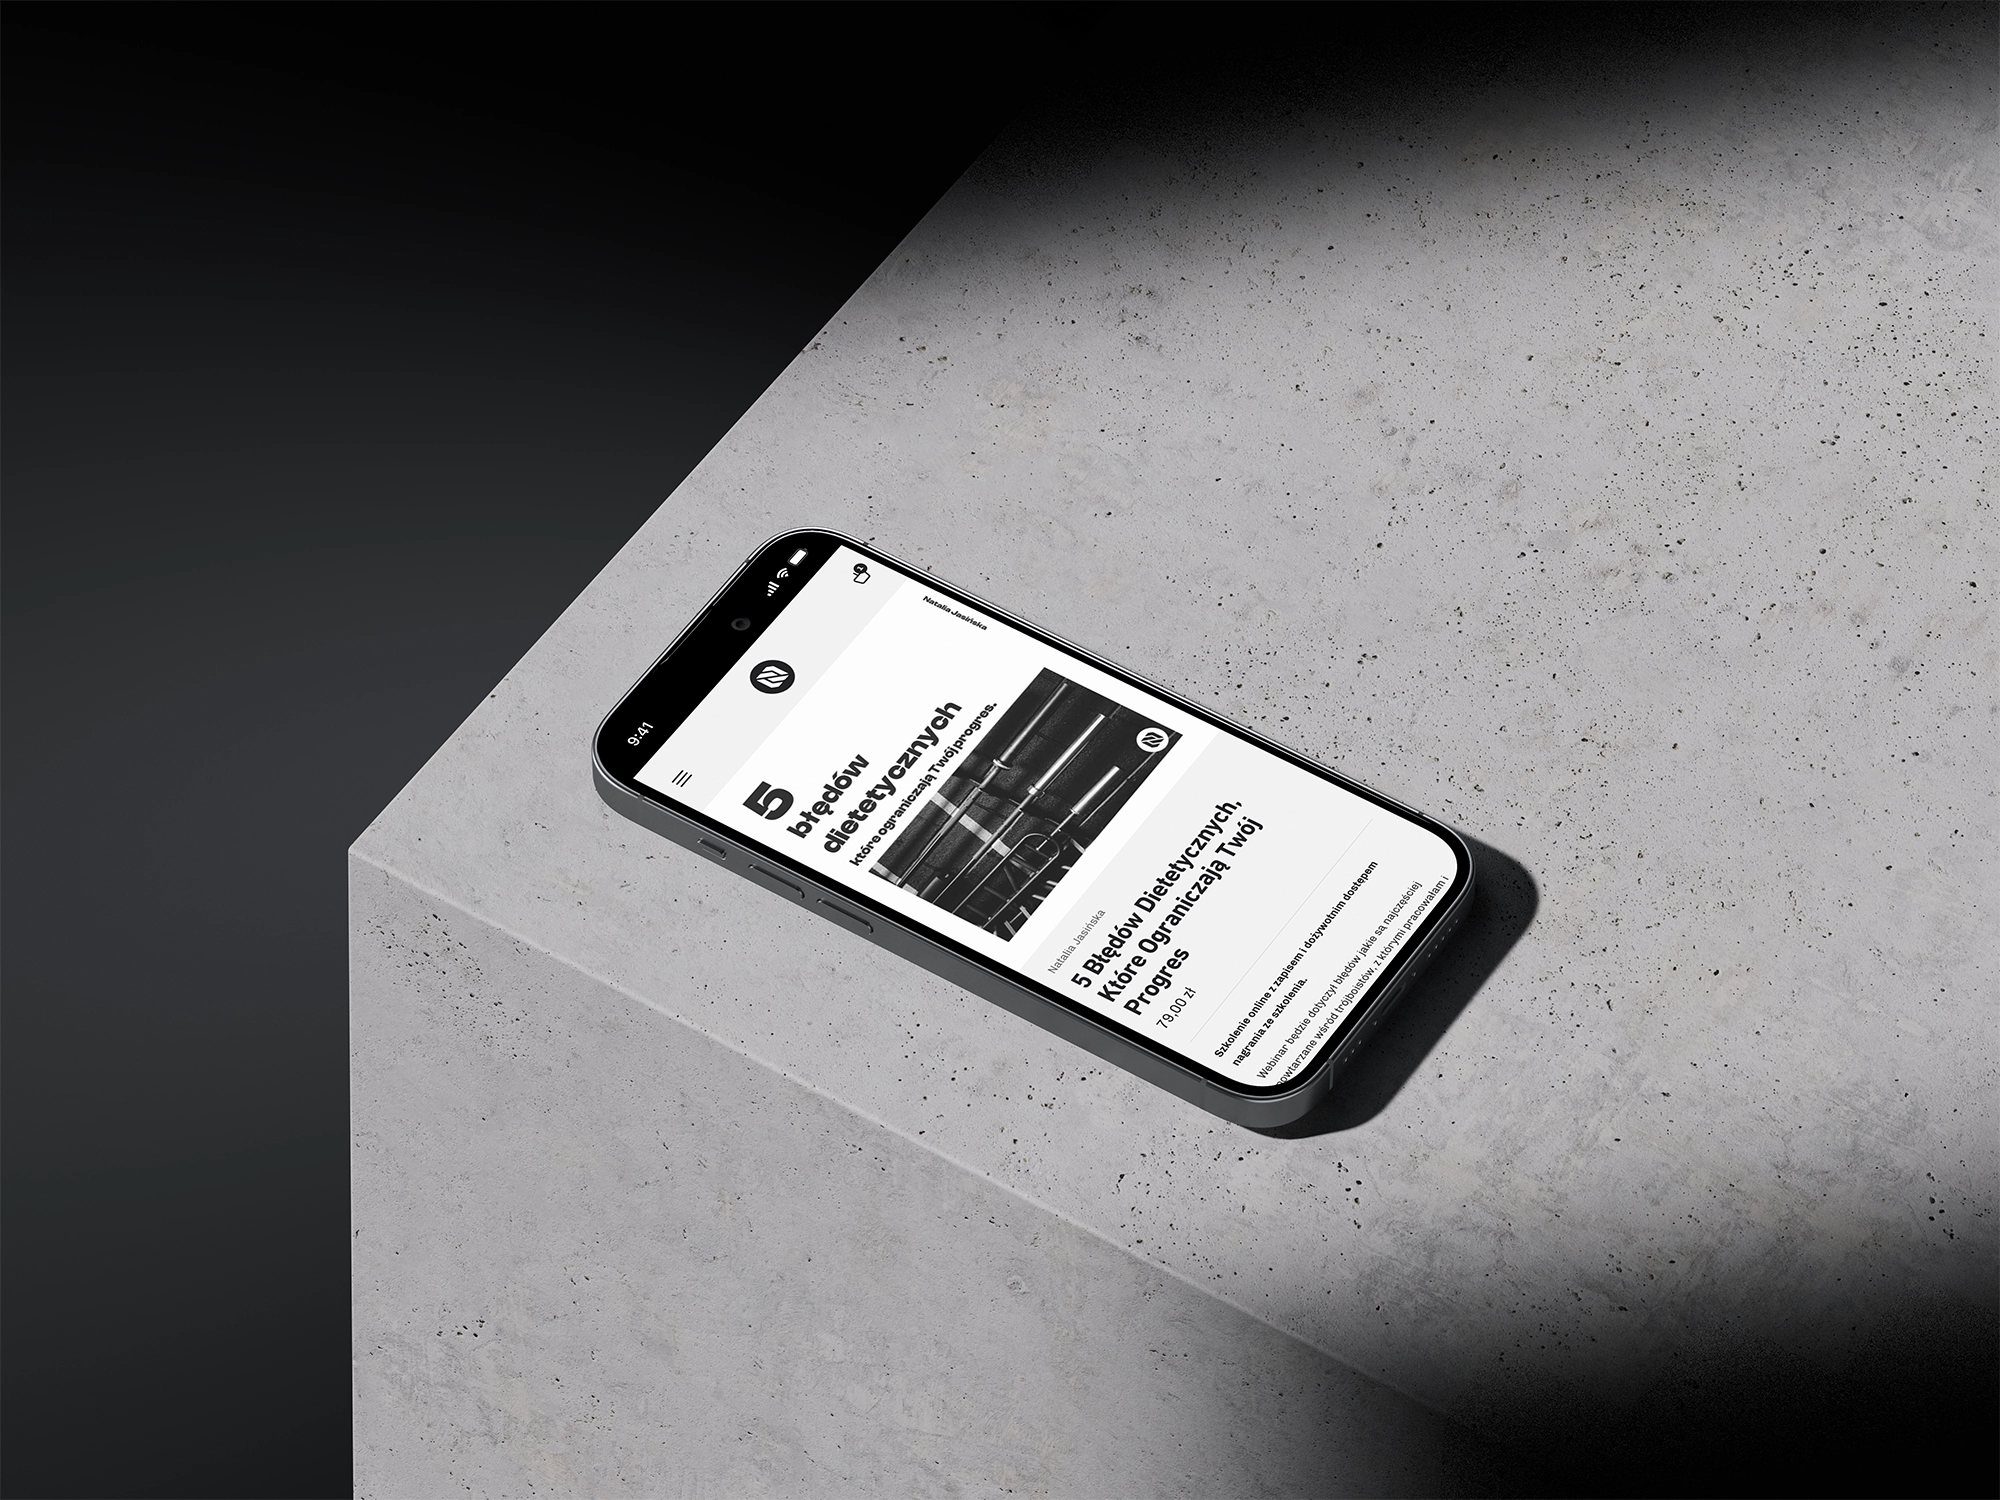 9:41
Natalia Jasińska
5
błędów
dietetycznych
które ograniczają Twój progres.
Natalia Jasińska
5 Błędów Dietetycznych,
Które Ograniczają Twój
Progres
79,00 zł
Szkolenie online z zapisem i dożywotnim dostępem
nagrania ze szkolenia.
Webinar będzie dotyczył błędów jakie są najczęściej
powtarzane wśród trójboistów, z którymi pracowałam i